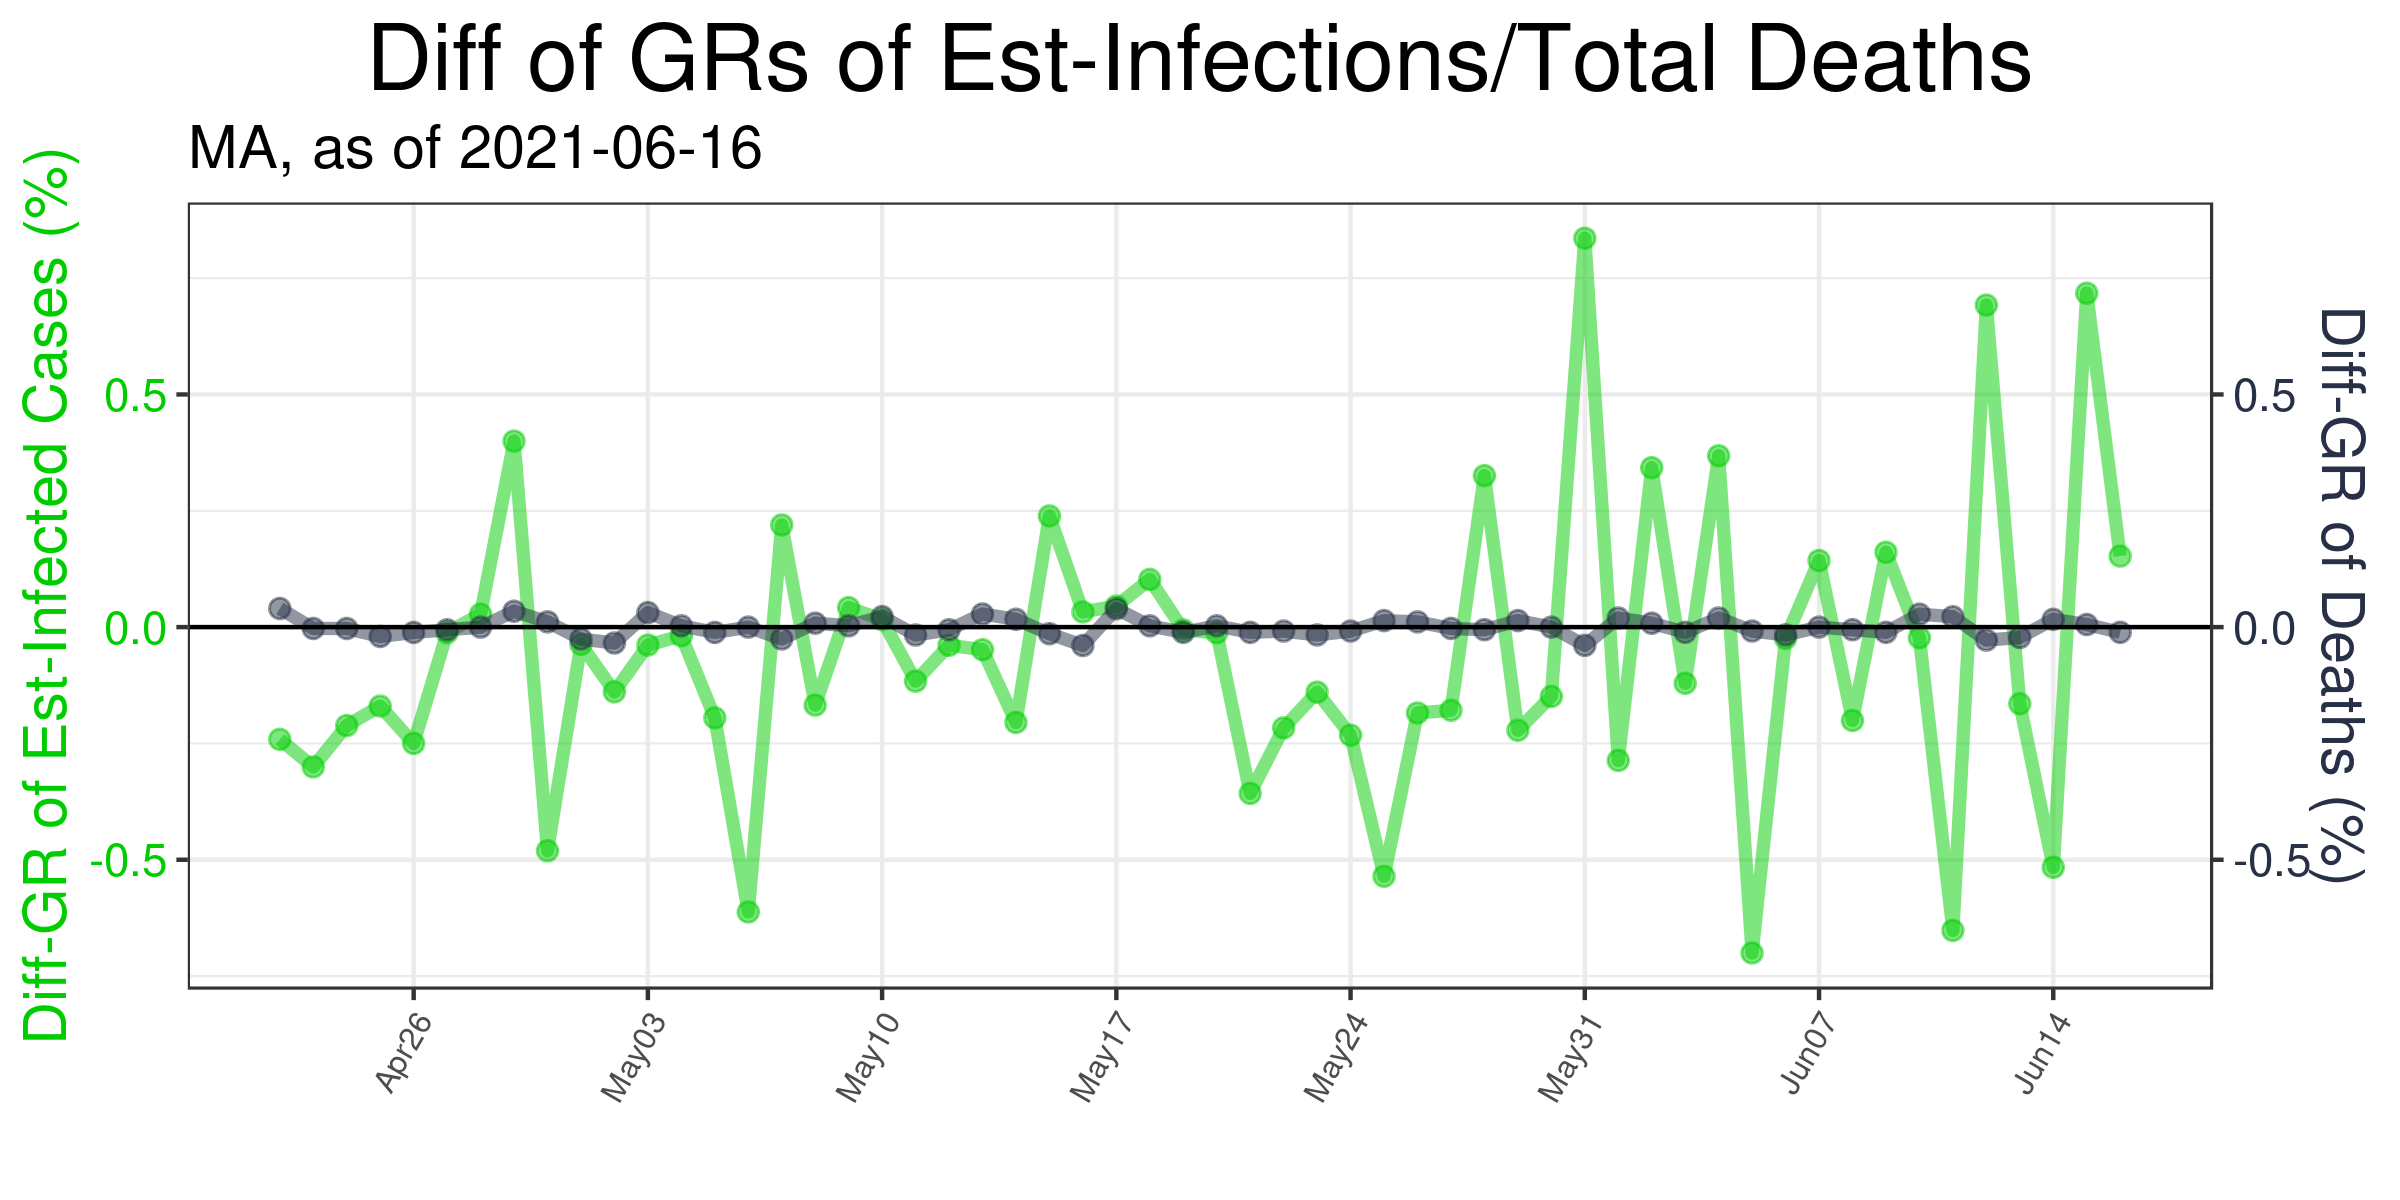 Diff of GRs of Est-Infections/Total Deaths
MA, as of 2021-06-16
Diff-GR of Est-Infected Cases (%)
0.5
0.0
-0.5
0.5
0.0
-0.5
Diff-GR of Deaths (%)
Apr26
May03
May10
May17
May24
May31
Jun07
Jun14